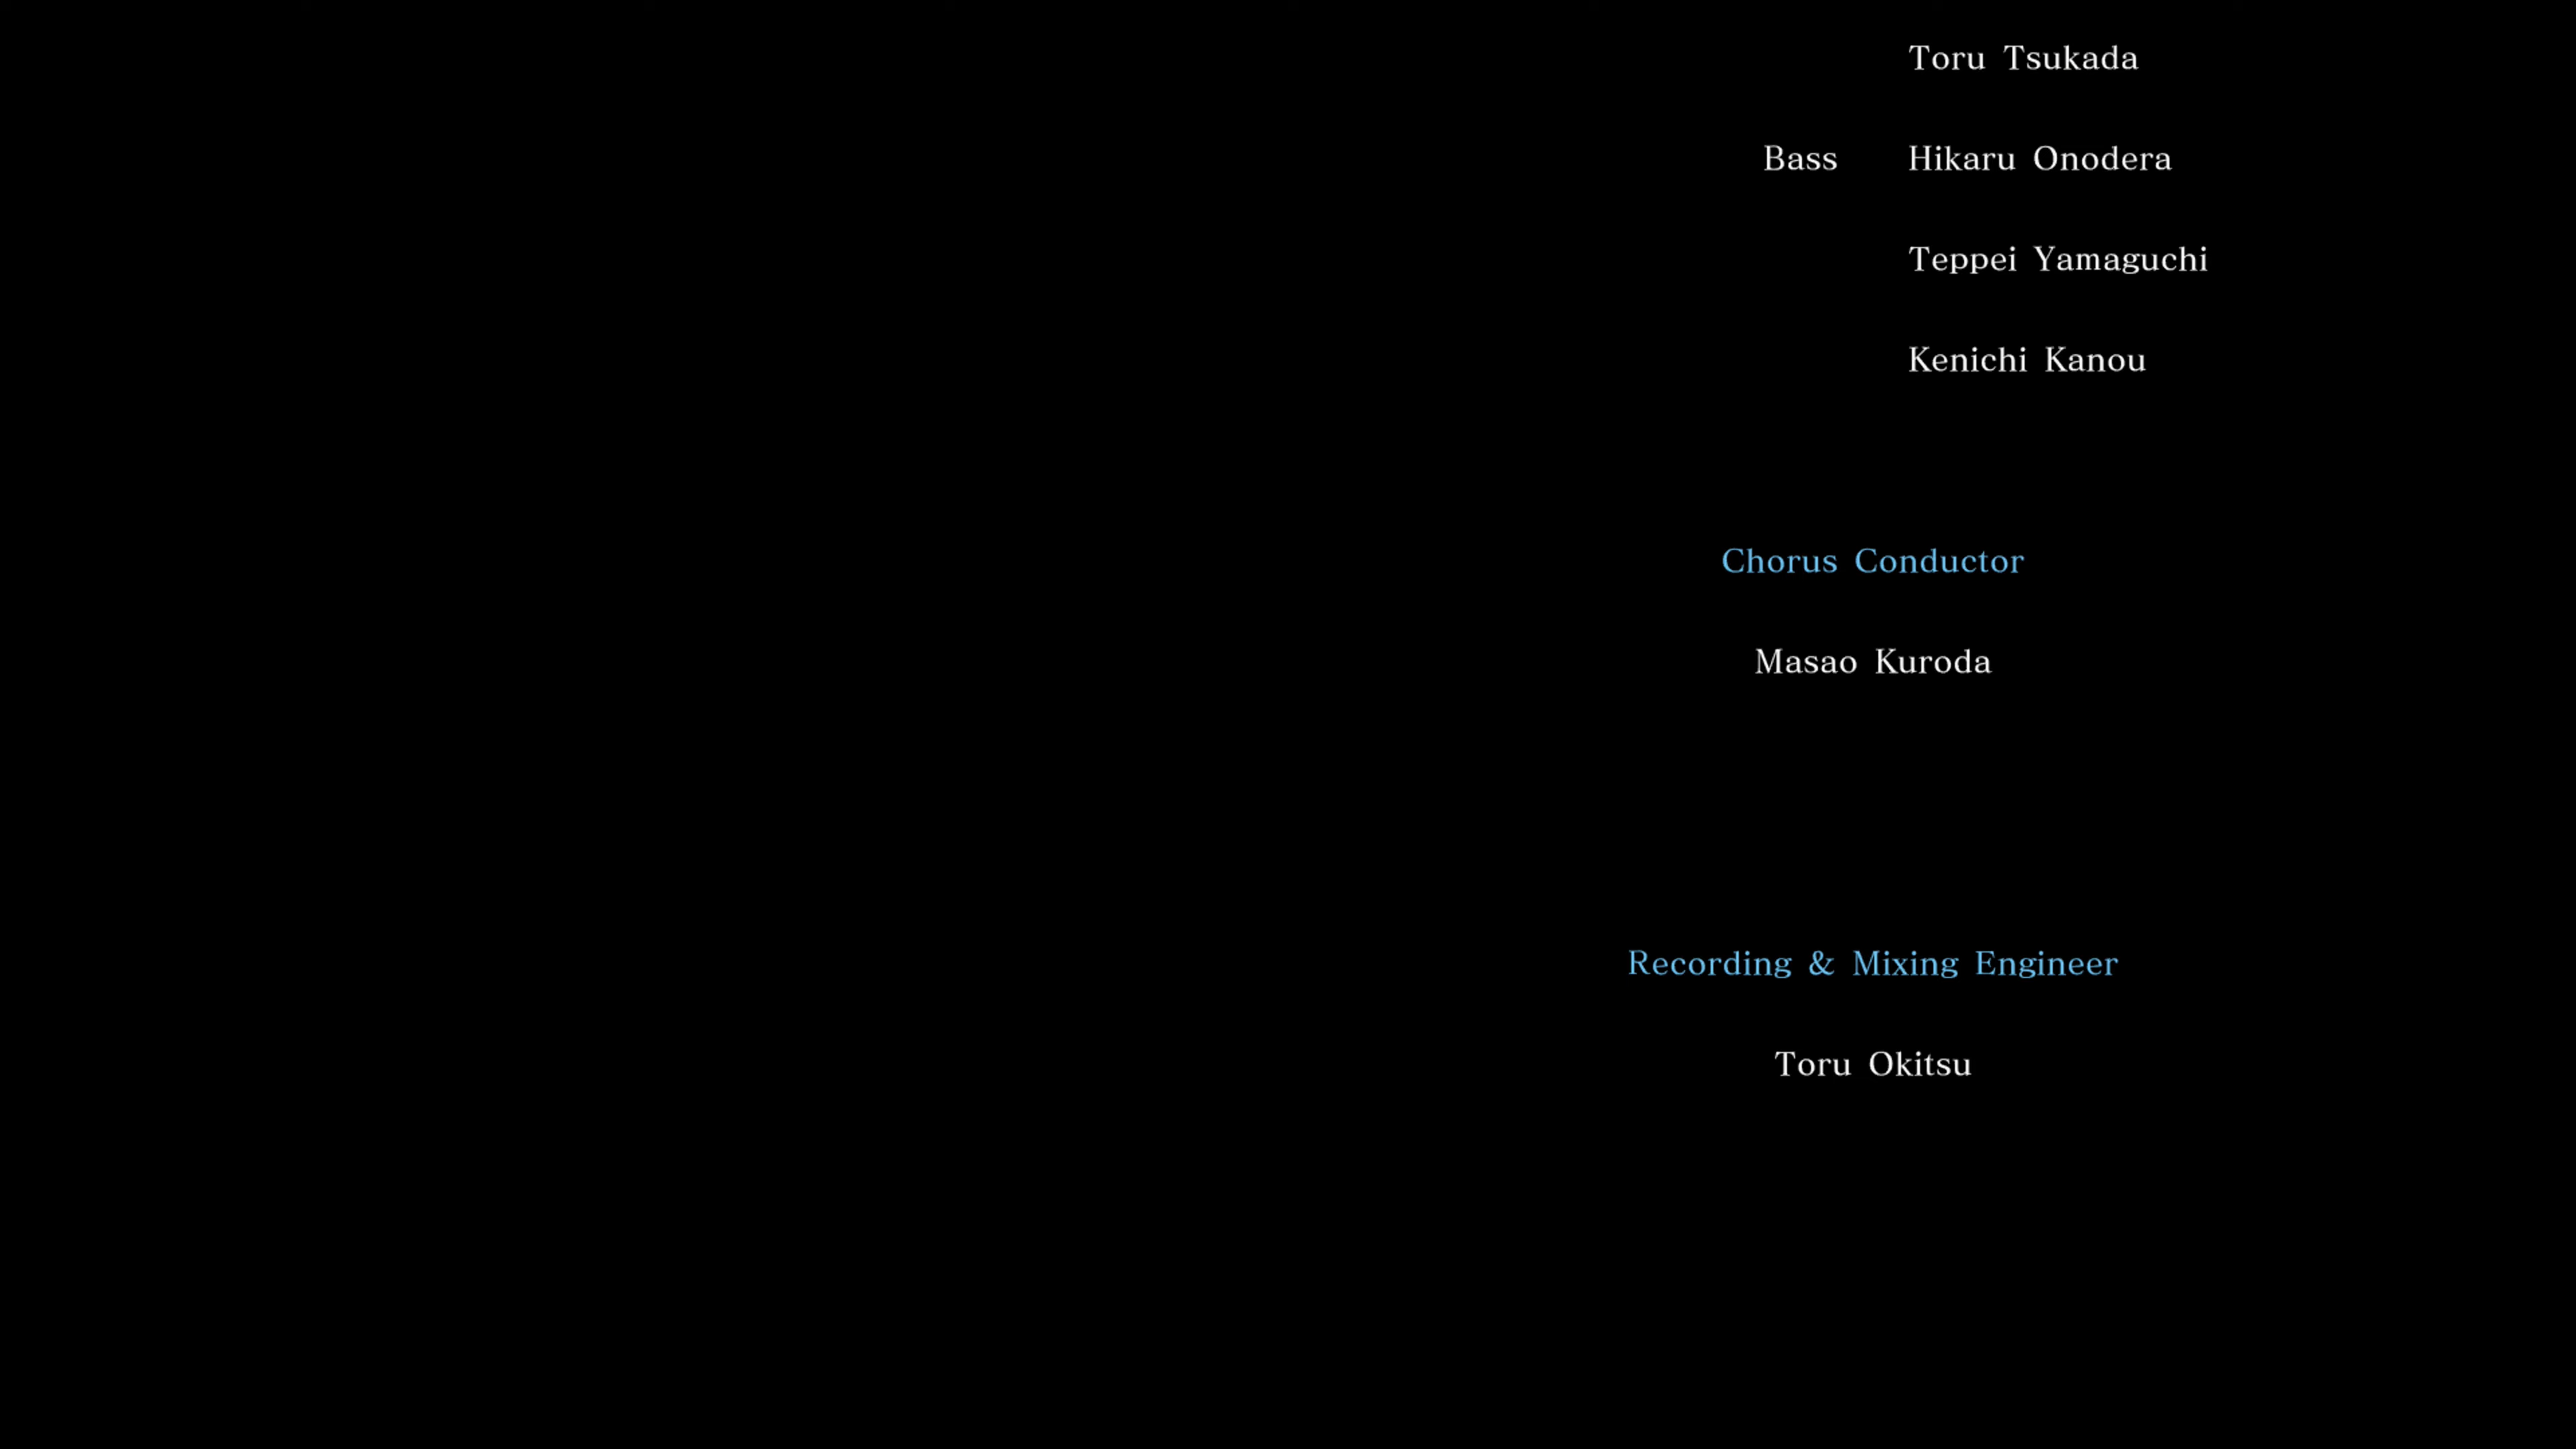 Toru Tsukada
Bass Hikaru Onodera
Teppei Yamaguchi
Kenichi Kanou
Chorus Conductor
Masao Kuroda
Recording & Mixing Engineer
Toru Okitsu